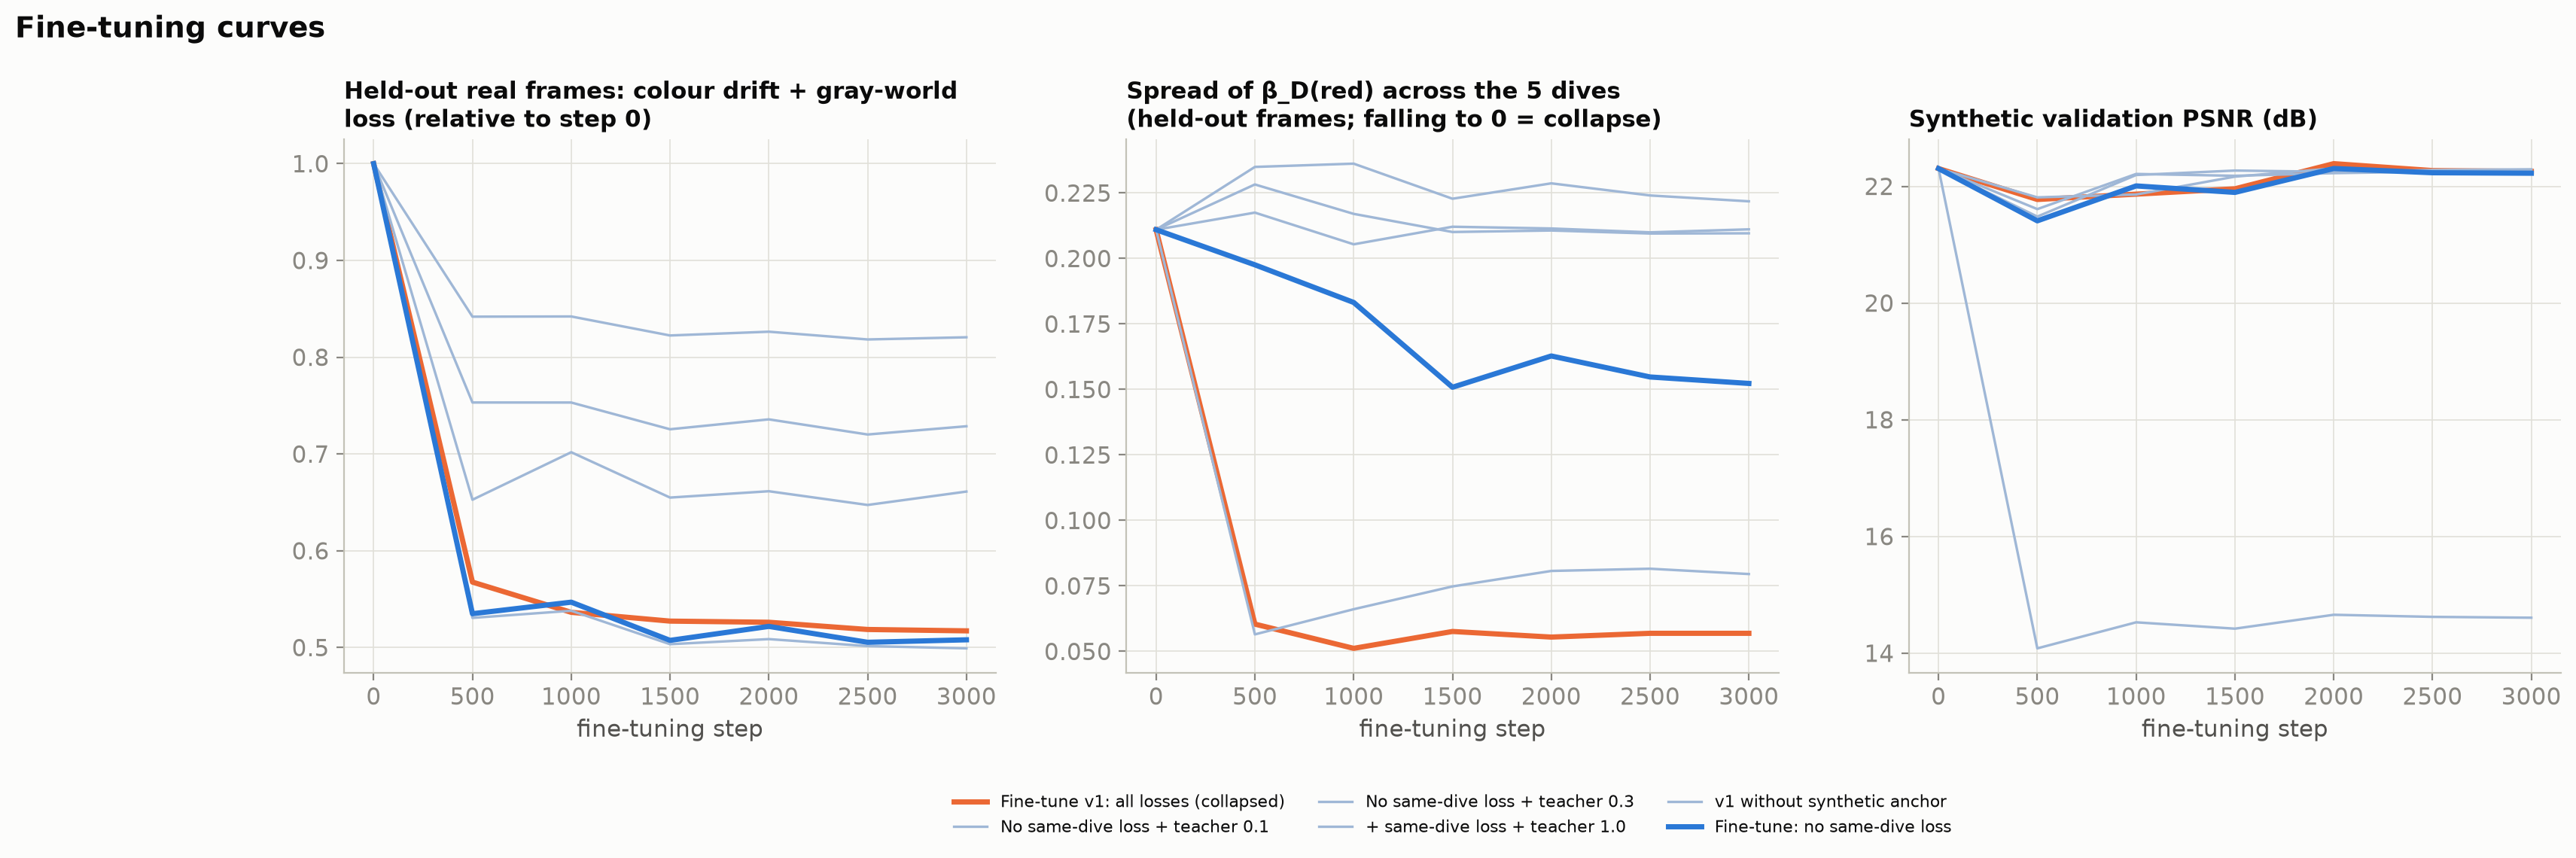 Fine-tuning curves
Held-out real frames: colour drift + gray-world
loss (relative to step 0)
1.0
0.9
0.8
0.7
0.6
0.5
0 500 1000 1500 2000 2500 3000
fine-tuning step
Spread of β_D(red) across the 5 dives
(held-out frames; falling to 0 = collapse)
0.225
0.200
0.175
0.150
0.125
0.100
0.075
0.050
0 500 1000 1500 2000 2500 3000
fine-tuning step
Synthetic validation PSNR (dB)
22
20
18
16
14
0 500 1000 1500 2000 2500 3000
fine-tuning step
Fine-tune v1: all losses (collapsed)
No same-dive loss + teacher 0.1
No same-dive loss + teacher 0.3
+ same-dive loss + teacher 1.0
v1 without synthetic anchor
Fine-tune: no same-dive loss